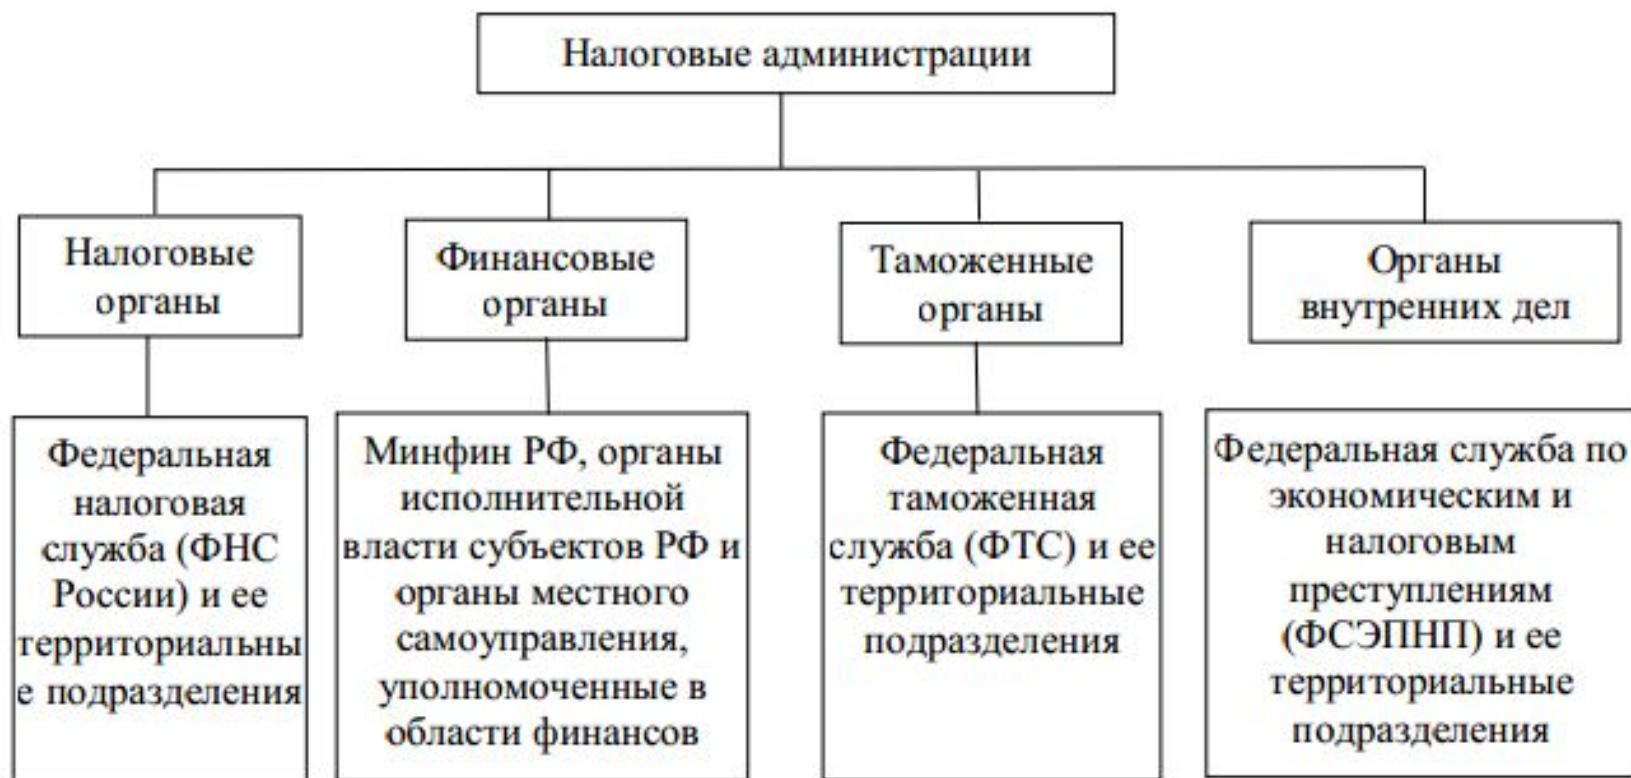 Налоговые администрации
Налоговые
органы
Финансовые
органы
Таможенные
органы
Органы
внутренних дел
Федеральная
налоговая
служба (ФНС
России) и ее
территориальны
е подразделения
Минфин РФ, органы
исполнительной
власти субъектов РФ и
органы местного
самоуправления,
уполномоченные в
области финансов
Федеральная
таможенная
служба (ФТС) и ее
территориальные
подразделения
Федеральная служба по
экономическим и
налоговым
преступлениям
(ФСЭПНП) и ее
территориальные
подразделения